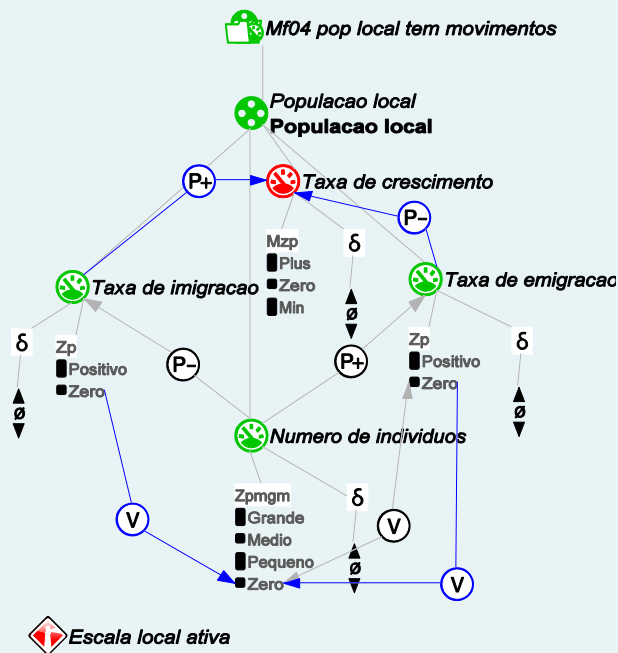 Mf04 pop local tem movimentos
Populacao local
Populacao local
P+
Taxa de crescimento
P–
Mzp
Plus
Zero
Min
δ
ø
Taxa de imigracao
Taxa de emigracao
δ
ø
Zp
Positivo
Zero
P–
P+
Zp
Positivo
Zero
δ
ø
Numero de individuos
Zpmgm
Grande
Medio
Pequeno
Zero
δ
ø
V
V
V
Escala local ativa